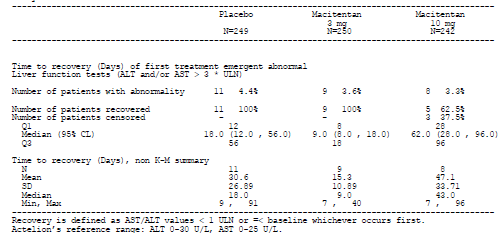 Placebo Macitentan Macitentan
3 mg 10 mg
N=249 N=250 N=242
Time to recovery (Days) of first treatment emergent abnormal
Liver function tests (ALT and/or AST > 3 * ULN)
Number of patients with abnormality 11 4.4% 9 3.6% 8 3.3%
Number of patients recovered 11 100% 9 100% 5 62.5%
Number of patients censored - - 3 37.5%
Q1 12 8 28
Median (95% CL) 18.0 (12.0 , 56.0) 9.0 (8.0 , 18.0) 62.0 (28.0 , 96.0)
Q3 56 18 96
Time to recovery (Days), non K-M summary
N 11 9 8
Mean 30.6 15.3 47.1
SD 26.89 10.89 33.71
Median 18.0 9.0 43.0
Min, Max 9 , 91 7 , 40 7 , 96
Recovery is defined as AST/ALT values < 1 ULN or =< baseline whichever occurs first.
Actelion's reference range: ALT 0-30 U/L, AST 0-25 U/L.